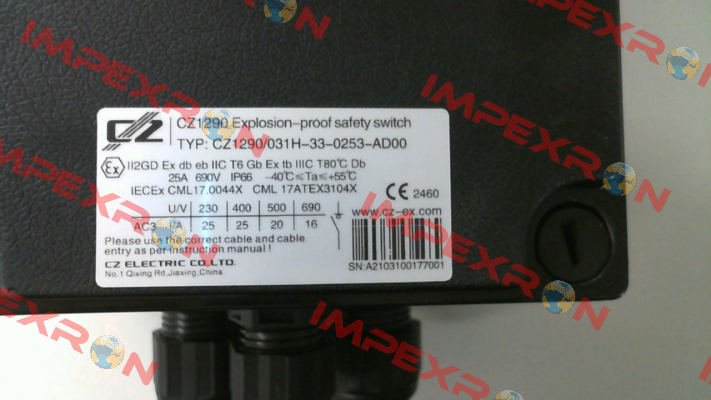 IMPEXRON
IMPEXRON
IMPEXRON
CZ CZ1290 Explosion-proof safety switch
TYP: CZ1290/031H-33-0253-AD00
Ex II2GD Ex db eb IIC T6 Gb Ex tb IIIC T80℃ Db
25A 690V IP66 -40℃≤Ta≤+55℃
IECEx CML17.0044X CML 17ATEX3104X CE 2460
U/V 230 400 500 690 www.cz-ex.com
AC3 I/A 25 25 20 16
Please use the correct cable and cable
entry as per instruction manual !
CZ ELECTRIC CO.,LTD.
No.1 Qixing Rd,Jiaxing,China
SN:A2103100177001
IMPEXRON
IMPEXRON
IMPEXRON